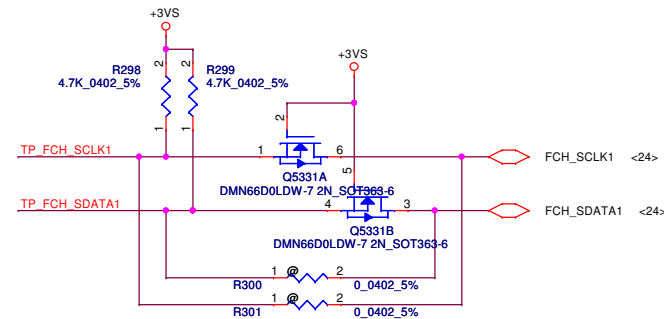 +3VS
+3VS
R298
4.7K_0402_5%
R299
4.7K_0402_5%
2
2
1
1
2
TP_FCH_SCLK1
1
6
FCH_SCLK1 <24>
Q5331A
DMN66D0LDW-7 2N_SOT363-6
5
TP_FCH_SDATA1
4
3
FCH_SDATA1 <24>
Q5331B
DMN66D0LDW-7 2N_SOT363-6
1 @ 2
R300 0_0402_5%
1 @ 2
R301 0_0402_5%